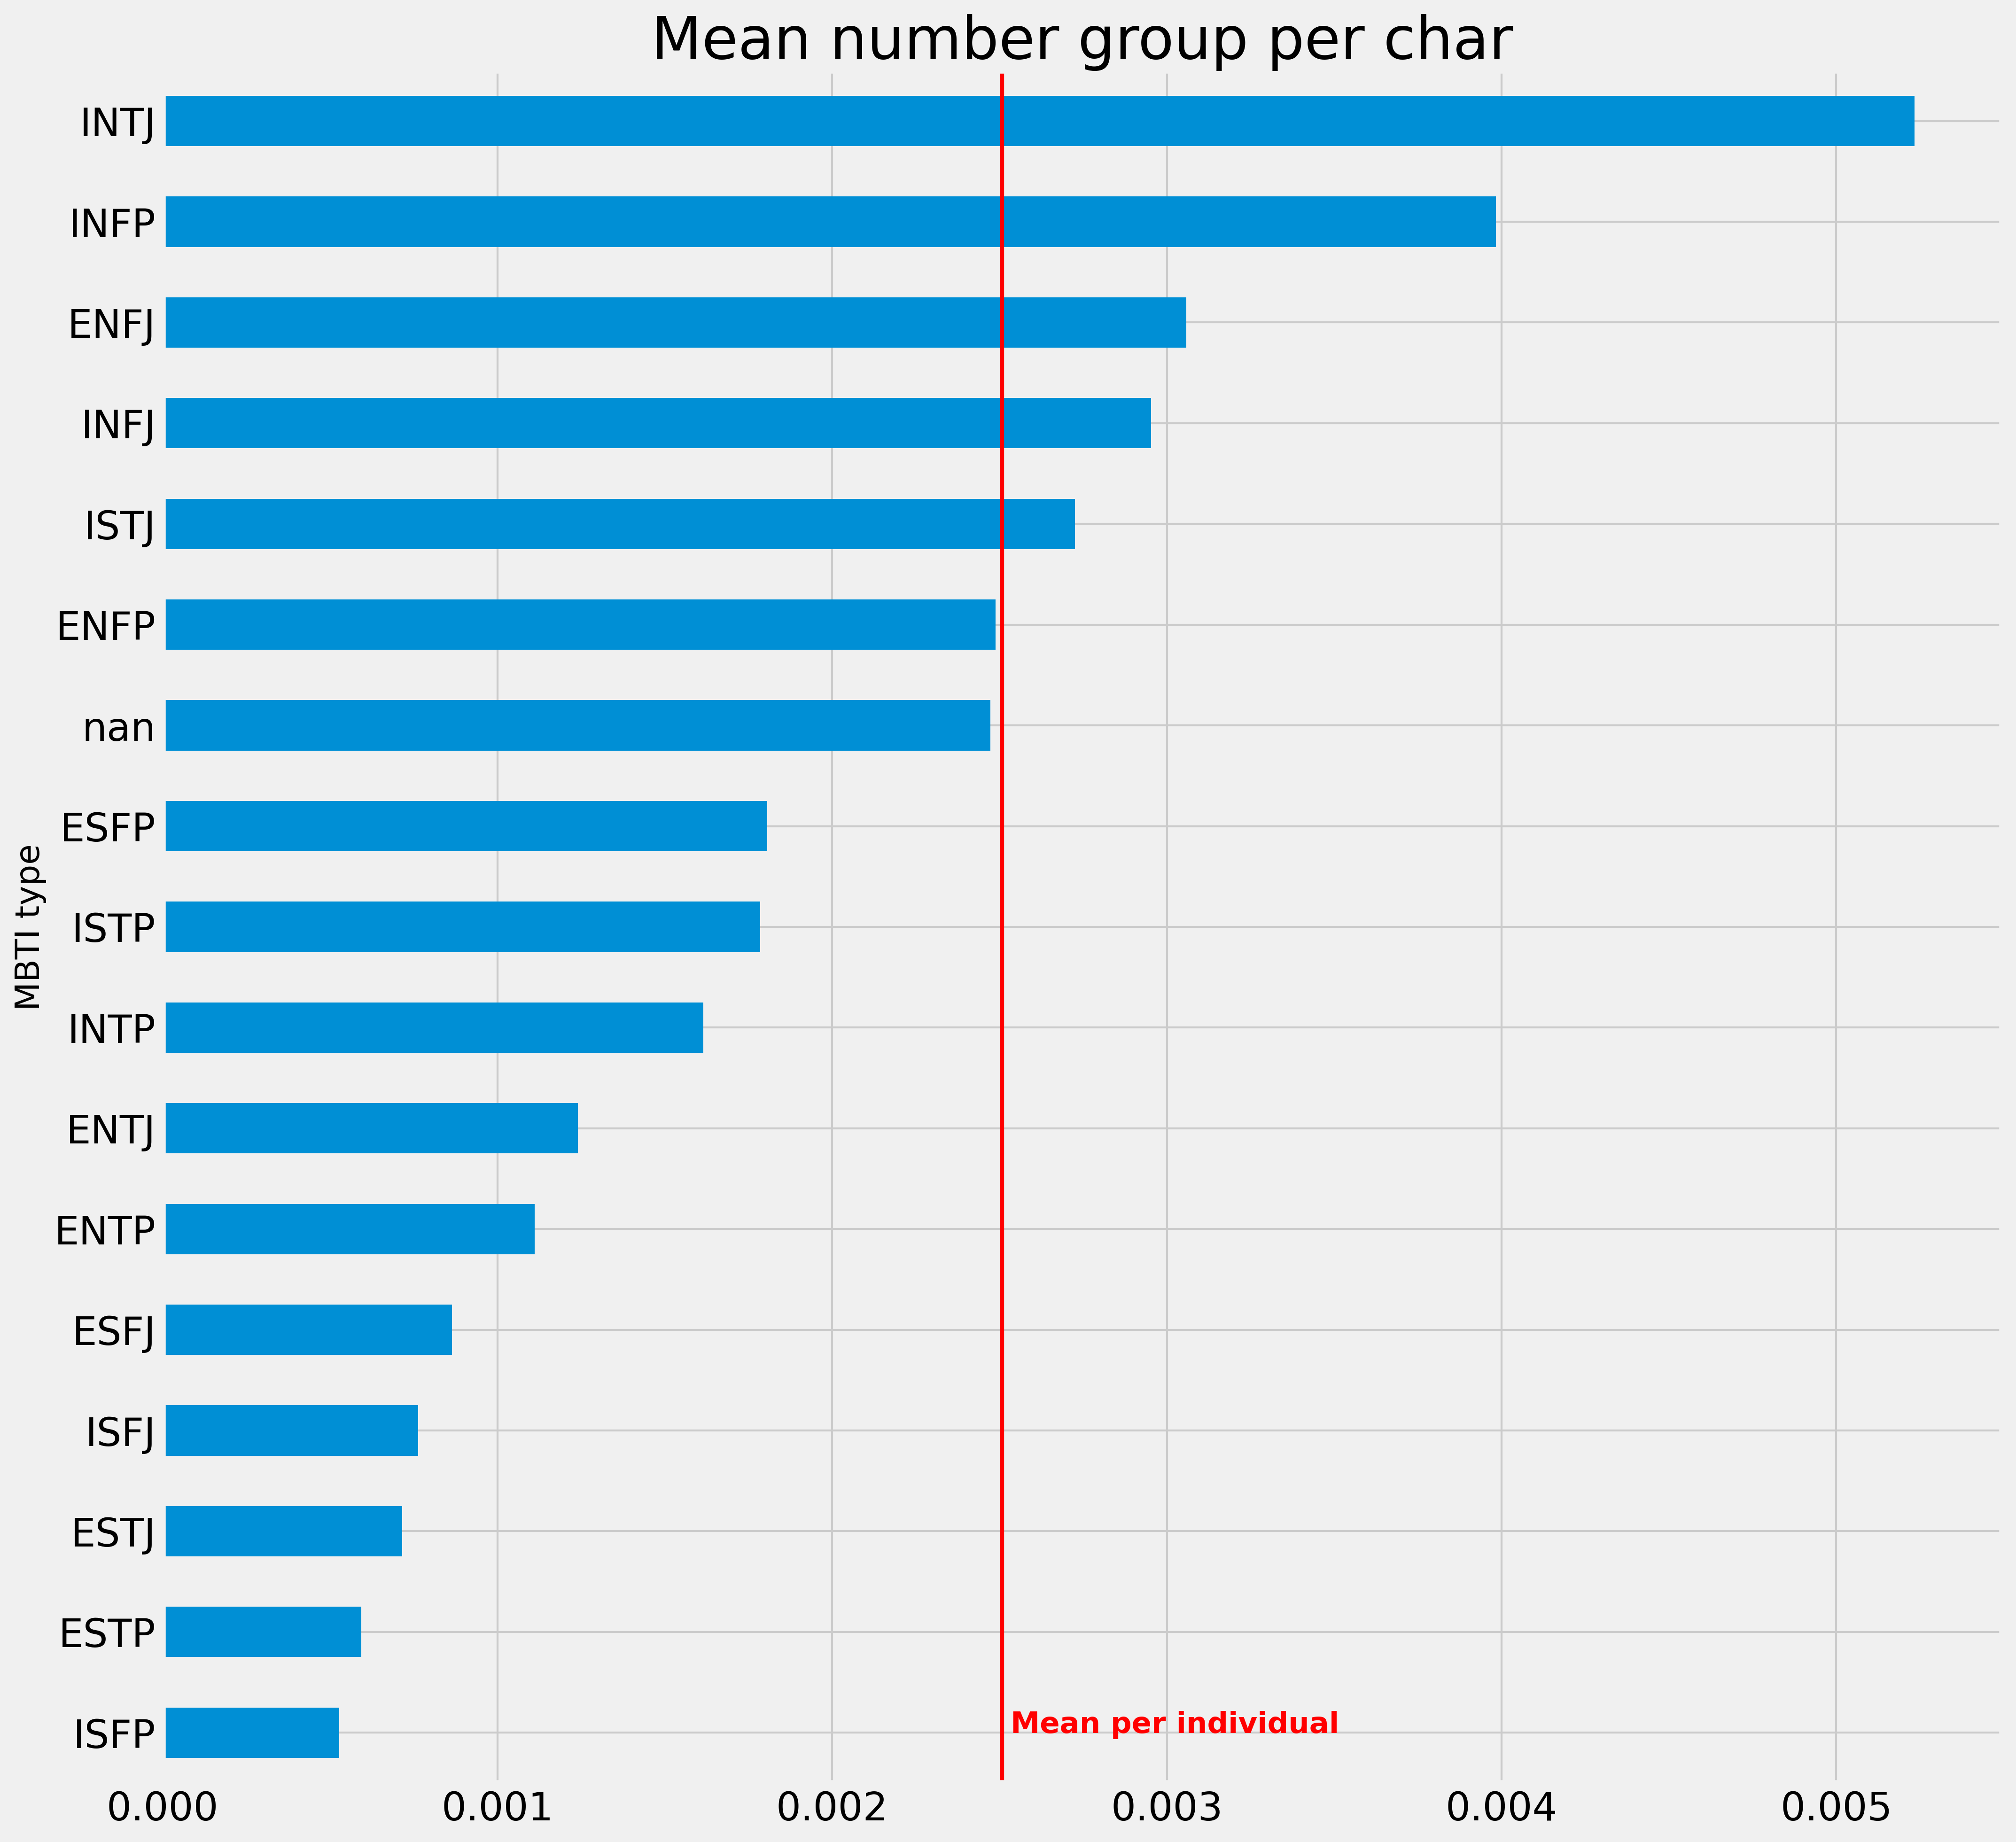 Mean number group per char
INTJ
INFP
ENFJ
INFJ
ISTJ
ENFP
nan
ESFP
ISTP
INTP
ENTJ
ENTP
ESFJ
ISFJ
ESTJ
ESTP
ISFP
MBTI type
Mean per individual
0.000 0.001 0.002 0.003 0.004 0.005